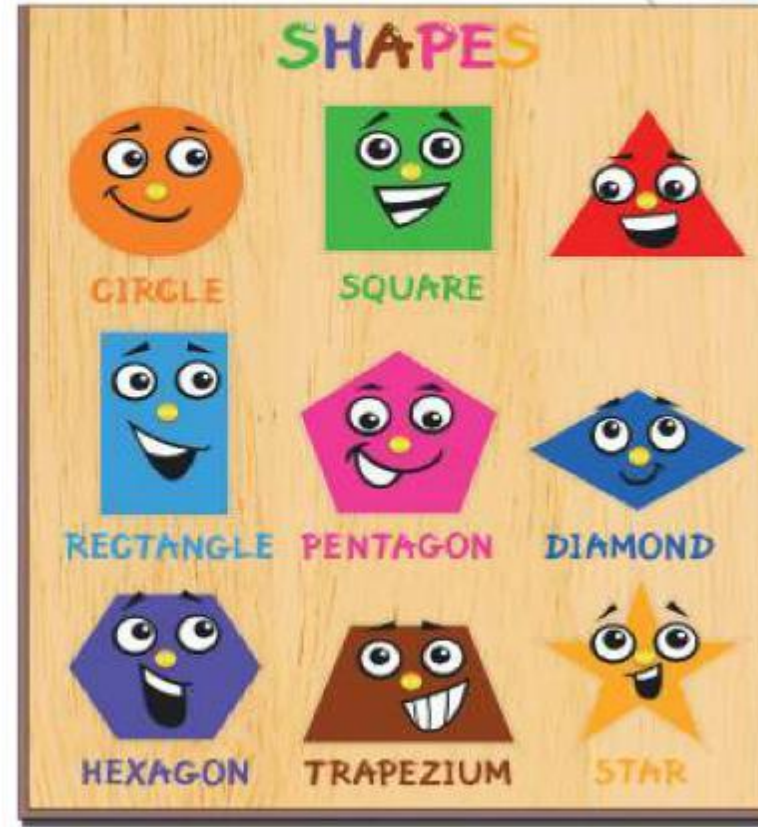 SHAPES
CIRCLE
SQUARE
RECTANGLE
PENTAGON
DIAMOND
HEXAGON
TRAPEZIUM
STAR